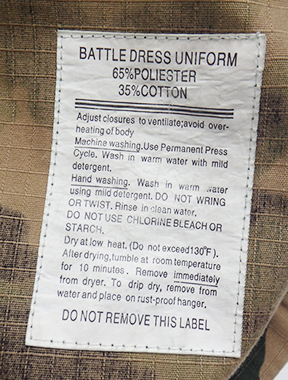 BATTLE DRESS UNIFORM
65%POLIESTER
35%COTTON
Adjust closures to ventilate;avoid over-
heating of body
Machine washing.Use Permanent Press
Cycle. Wash in warm water with mild
detergent.
Hand washing. Wash in warm water
using mild detergent. DO NOT WRING
OR TWIST. Rinse in clean water.
DO NOT USE CHLORINE BLEACH OR
STARCH.
Dry at low heat. (Do not exceed130°F).
After drying,tumble at room temperature
for 10 minutes. Remove immediately
from dryer. To drip dry, remove from
water and place on rust-proof hanger.
DO NOT REMOVE THIS LABEL